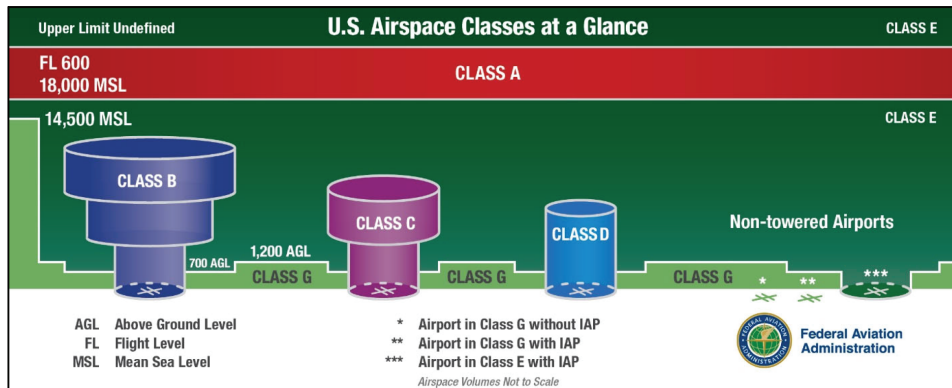 Upper Limit Undefined
U.S. Airspace Classes at a Glance
CLASS E
FL 600
18,000 MSL
CLASS A
14,500 MSL
CLASS E
CLASS B
CLASS C
CLASS D
Non-towered Airports
700 AGL
1,200 AGL
CLASS G
CLASS G
CLASS G
*
**
***
AGL Above Ground Level
FL Flight Level
MSL Mean Sea Level
* Airport in Class G without IAP
** Airport in Class G with IAP
*** Airport in Class E with IAP
Airspace Volumes Not to Scale
Federal Aviation
Administration